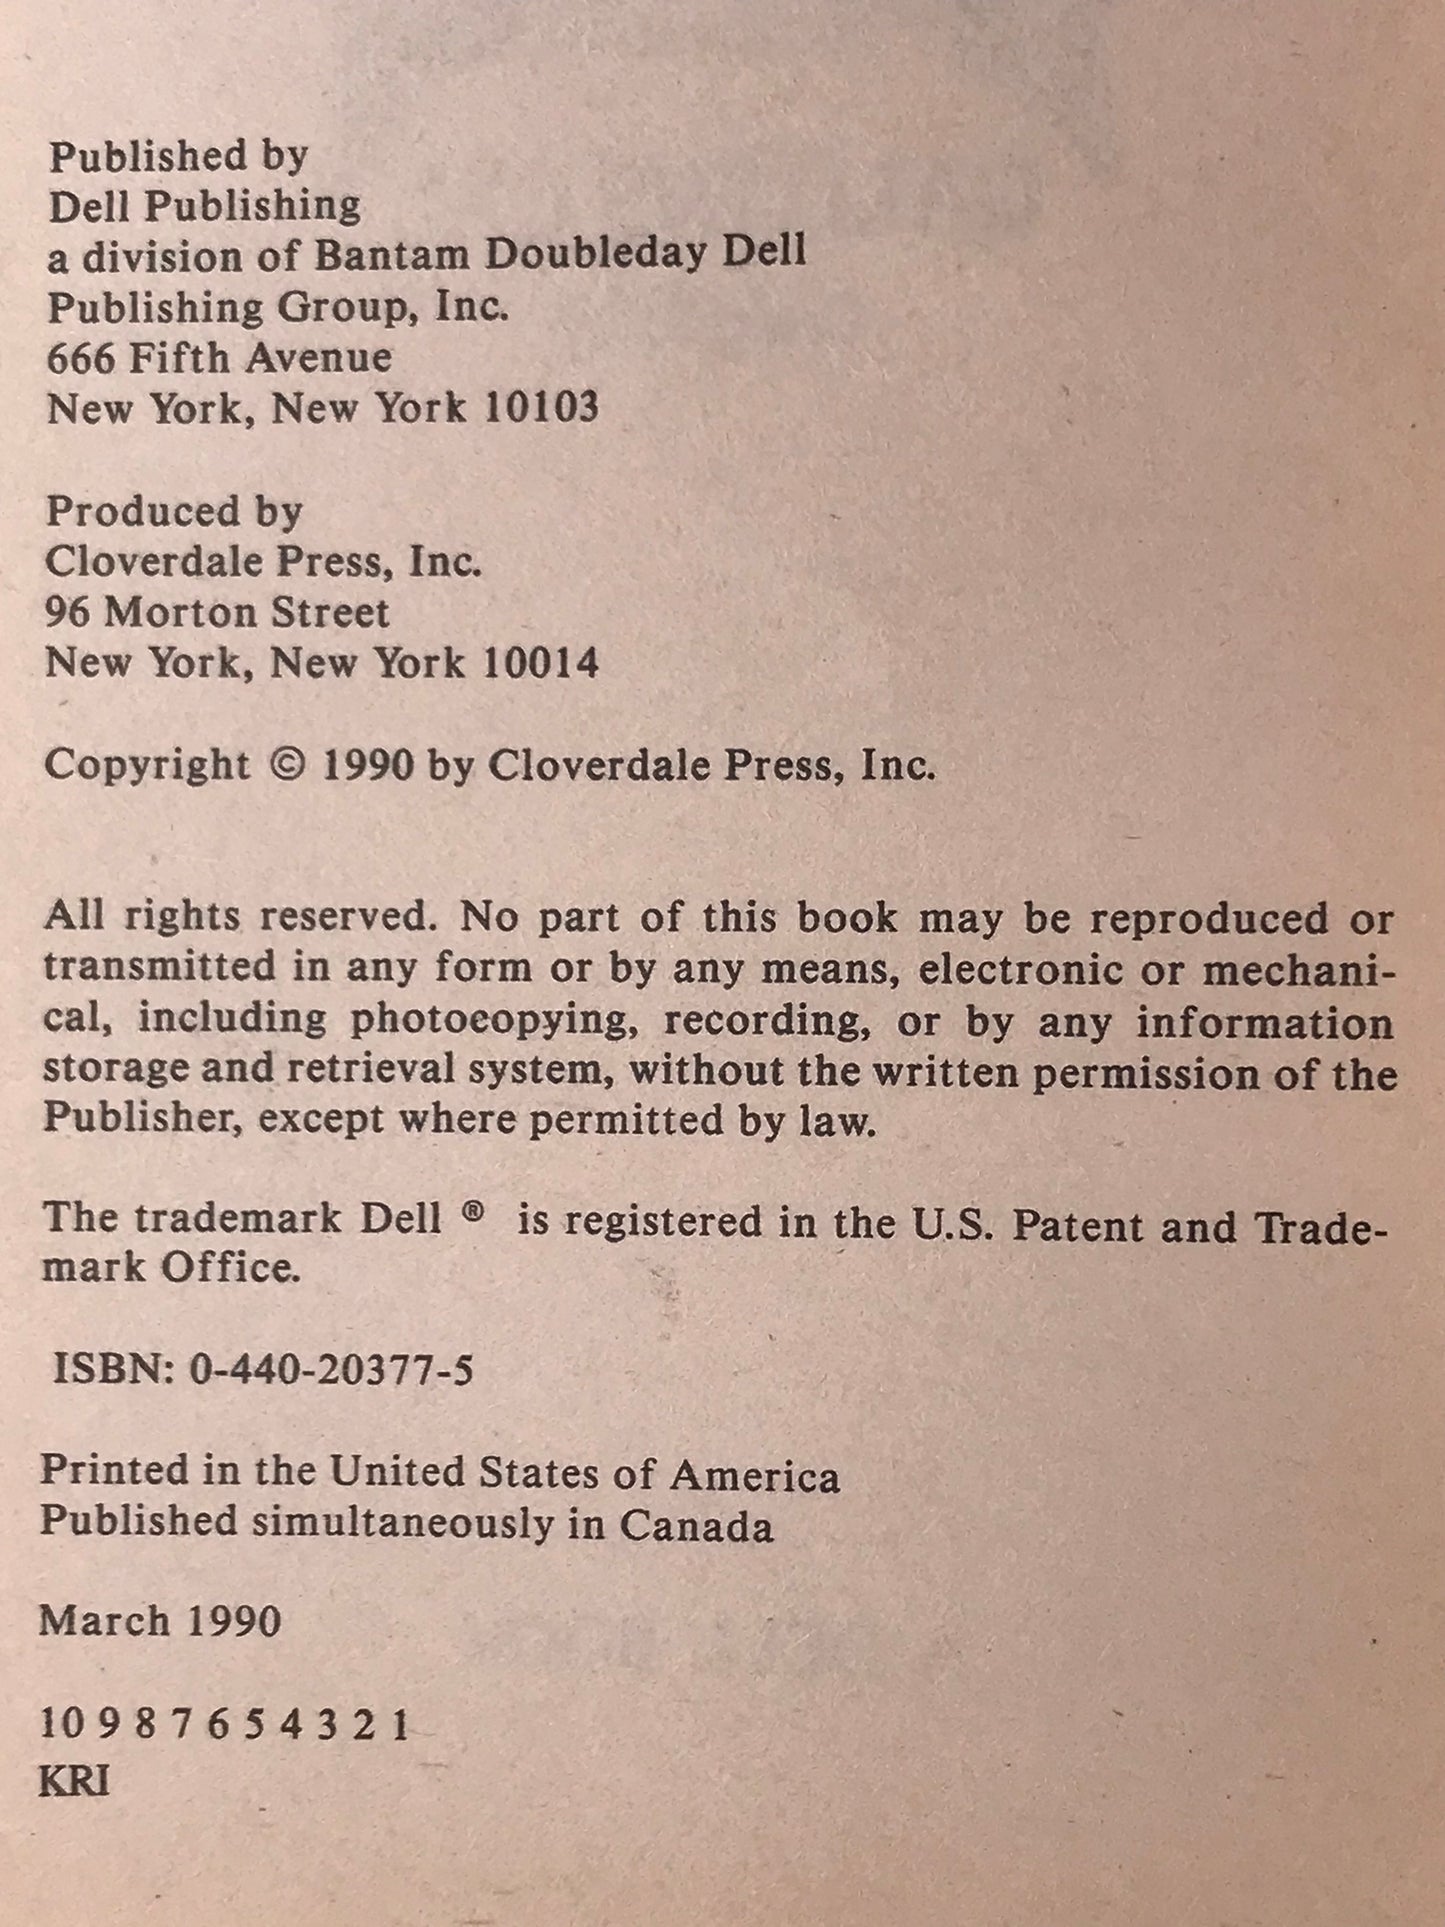 Published by
Dell Publishing
a division of Bantam Doubleday Dell
Publishing Group, Inc.
666 Fifth Avenue
New York, New York 10103
Produced by
Cloverdale Press, Inc.
96 Morton Street
New York, New York 10014
Copyright © 1990 by Cloverdale Press, Inc.
All rights reserved. No part of this book may be reproduced or
transmitted in any form or by any means, electronic or mechani-
cal, including photoeopying, recording, or by any information
storage and retrieval system, without the written permission of the
Publisher, except where permitted by law.
The trademark Dell ® is registered in the U.S. Patent and Trade-
mark Office.
ISBN: 0-440-20377-5
Printed in the United States of America
Published simultaneously in Canada
March 1990
10 9 8 7 6 5 4 3 2 1
KRI